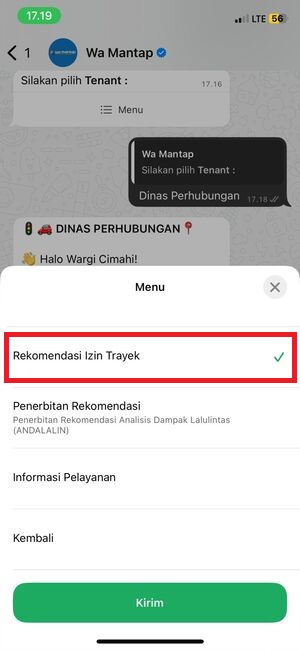 17.19
LTE 56
1
Wa Mantap
Silakan pilih Tenant :
17.16
Menu
Wa Mantap
Silakan pilih Tenant :
Dinas Perhubungan 17.18
🚦🚗 DINAS PERHUBUNGAN📍
👋 Halo Wargi Cimahi!
Menu
Rekomendasi Izin Trayek
Penerbitan Rekomendasi
Penerbitan Rekomendasi Analisis Dampak Lalulintas
(ANDALALIN)
Informasi Pelayanan
Kembali
Kirim